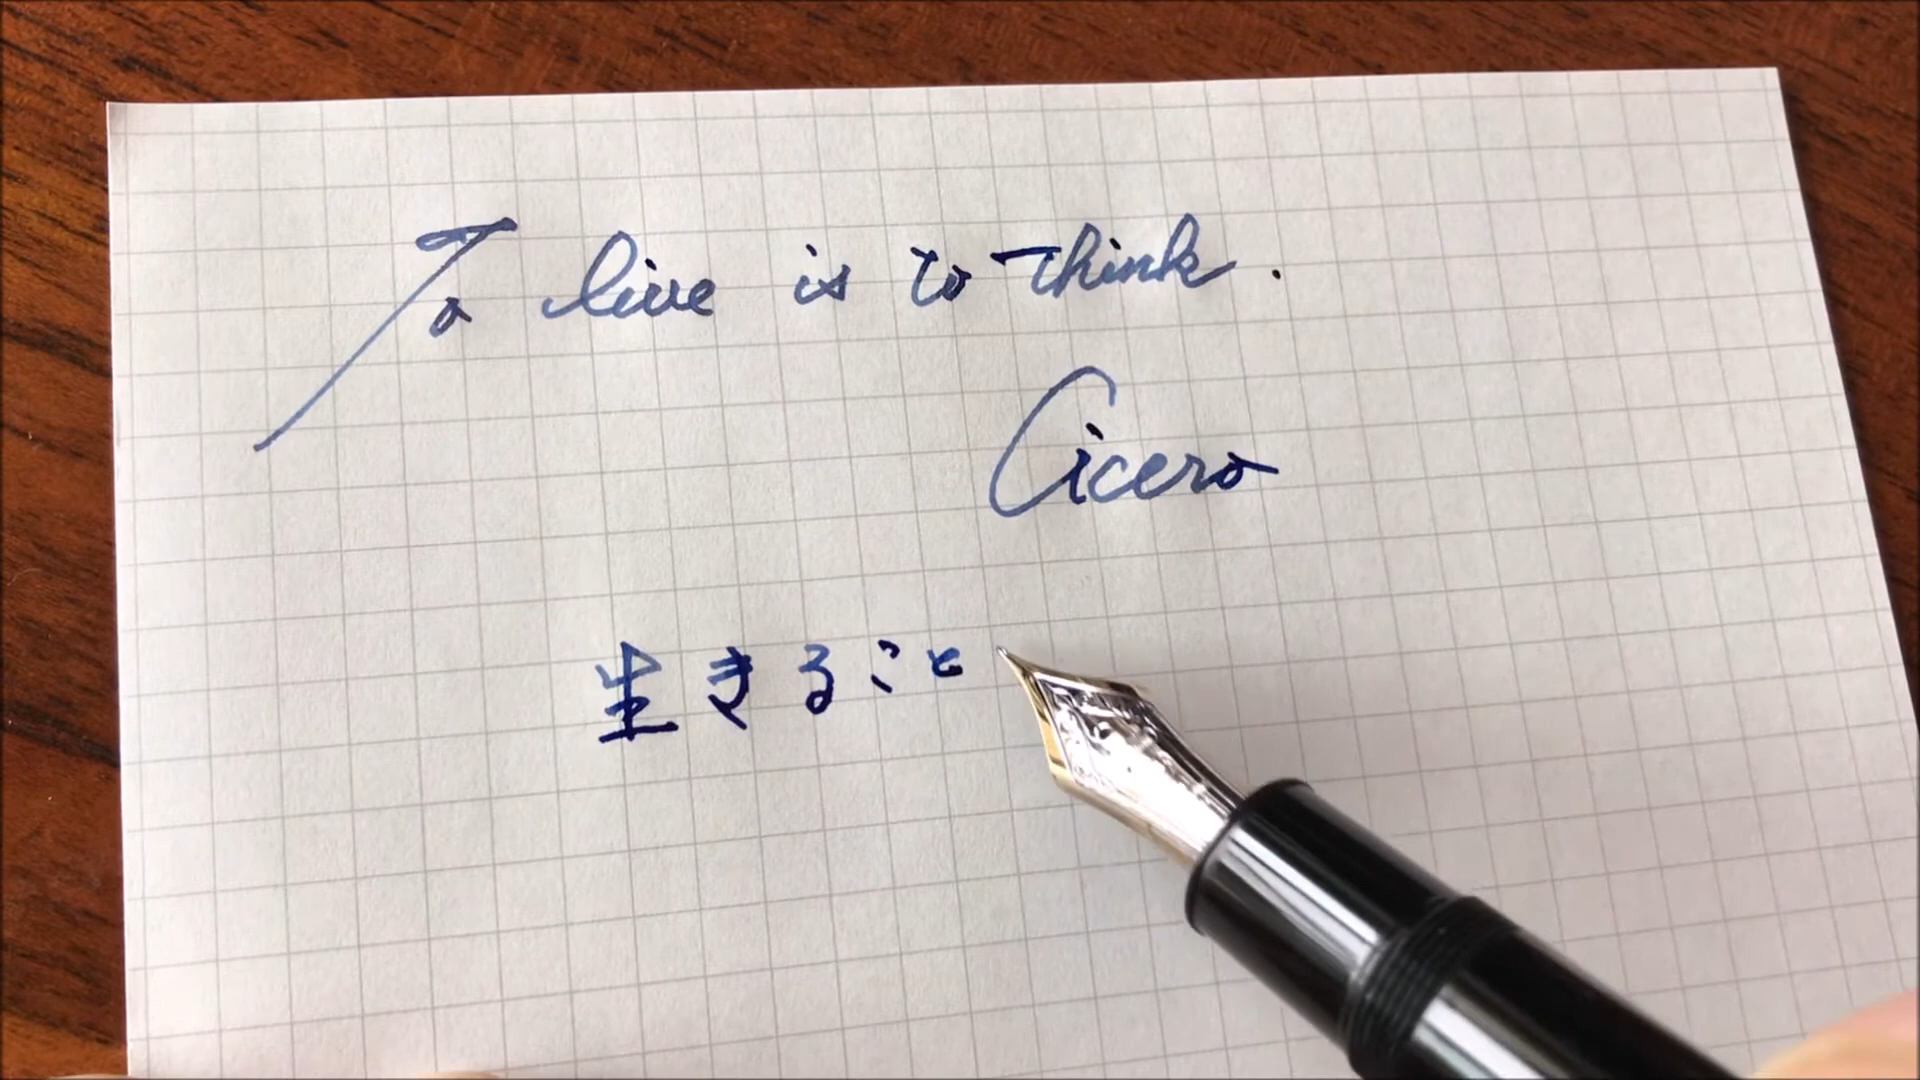 To live is to think.
Cicero
生きること